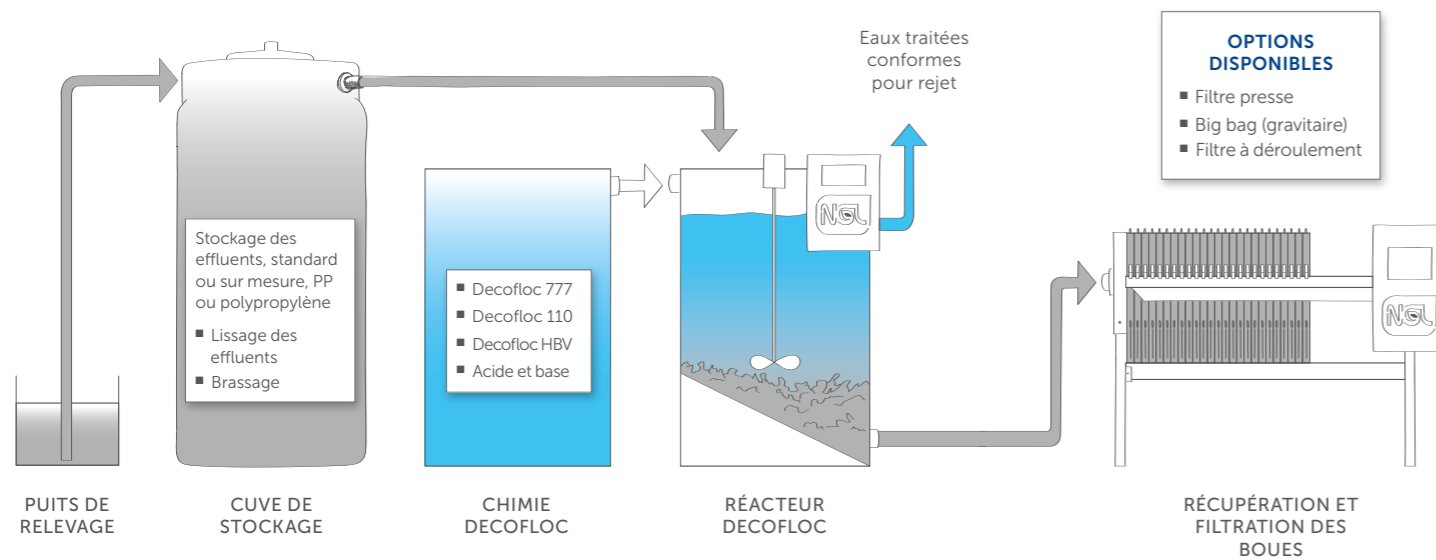 Eaux traitées
conformes
pour rejet
OPTIONS
DISPONIBLES
▪ Filtre presse
▪ Big bag (gravitaire)
▪ Filtre à déroulement
Stockage des
effluents, standard
ou sur mesure, PP
ou polypropylène
▪ Lissage des
effluents
▪ Brassage
▪ Decofloc 777
▪ Decofloc 110
▪ Decofloc HBV
▪ Acide et base
NGL
NGL
PUITS DE
RELEVAGE
CUVE DE
STOCKAGE
CHIMIE
DECOFLOC
RÉACTEUR
DECOFLOC
RÉCUPÉRATION ET
FILTRATION DES
BOUES